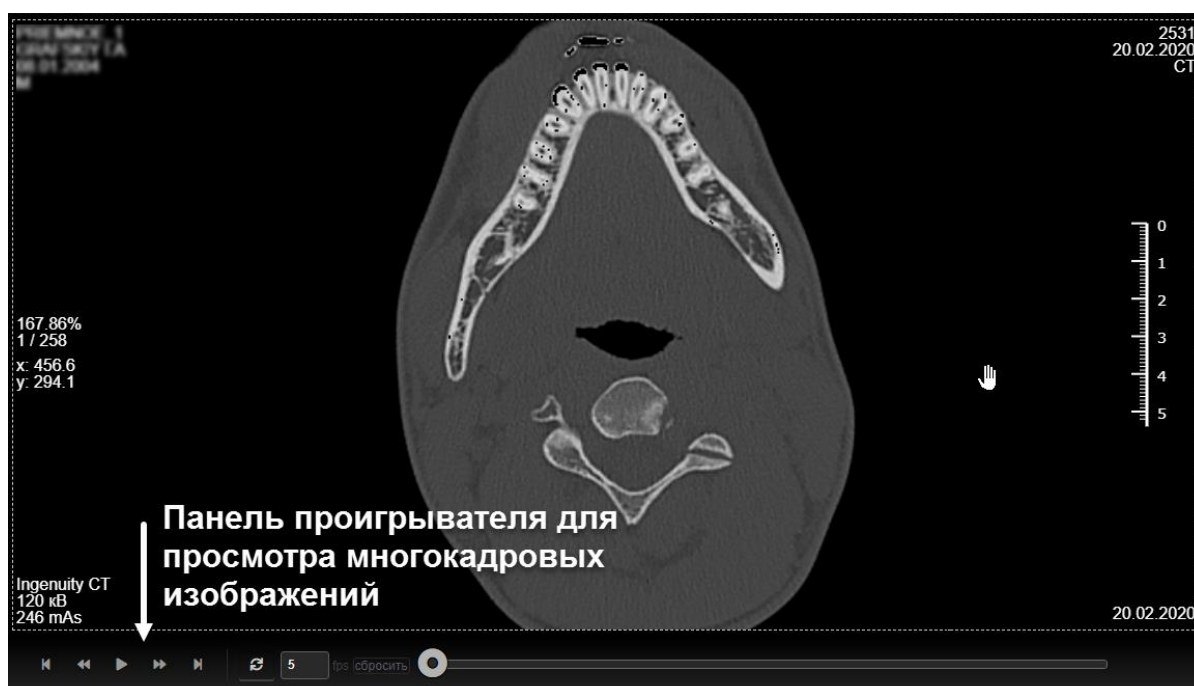 2531
20.02.2020
CT
167.86%
1 / 258
x: 456.6
y: 294.1
0
1
2
3
4
5
Панель проигрывателя для
просмотра многокадровых
изображений
Ingenuity CT
120 кВ
246 mAs
20.02.2020
5 fps сбросить